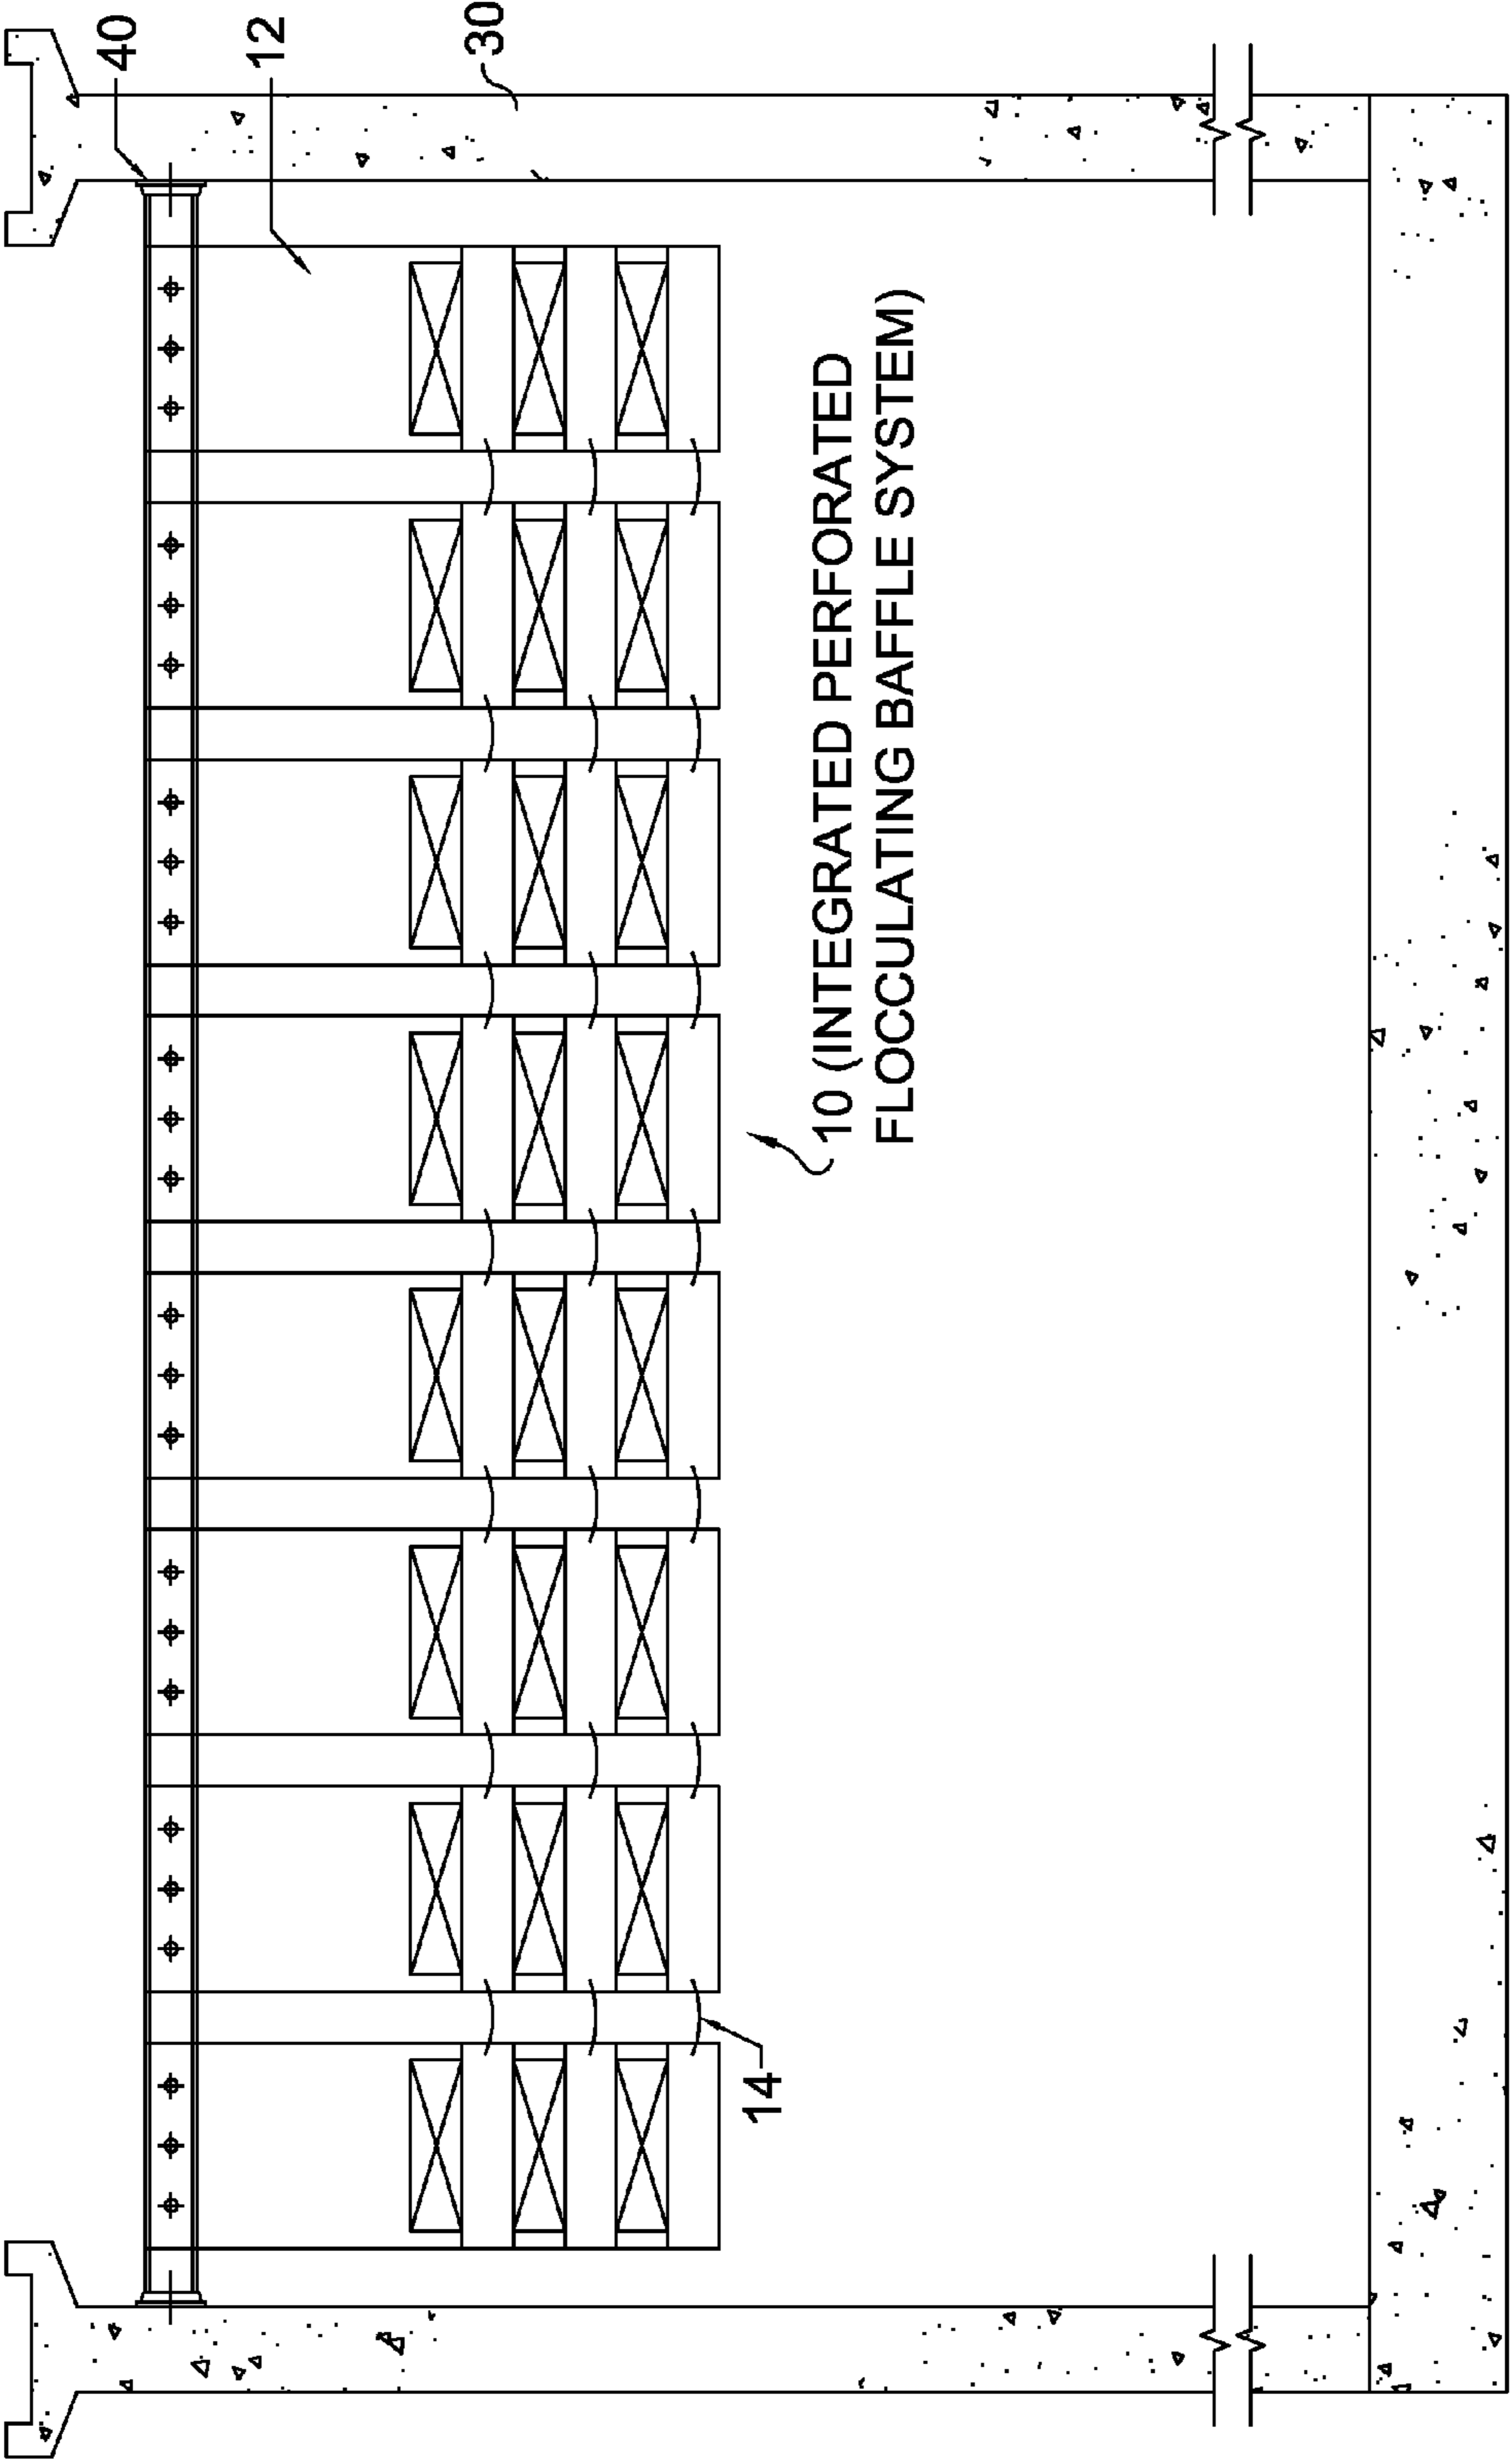 40
12
30
10 (INTEGRATED PERFORATED
FLOCCULATING BAFFLE SYSTEM)
14